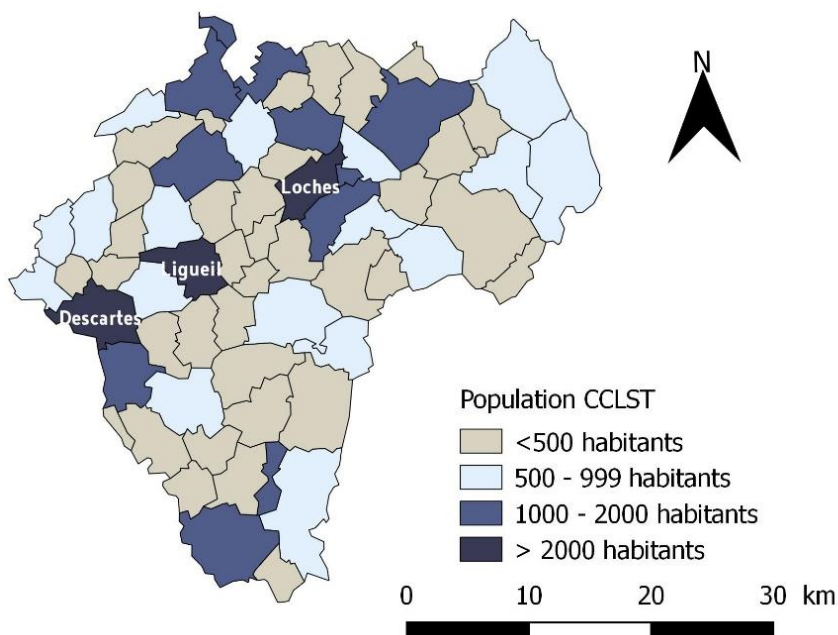 N
Loches
Ligueil
Descartes
Population CCLST
<500 habitants
500 - 999 habitants
1000 - 2000 habitants
> 2000 habitants
0 10 20 30 km